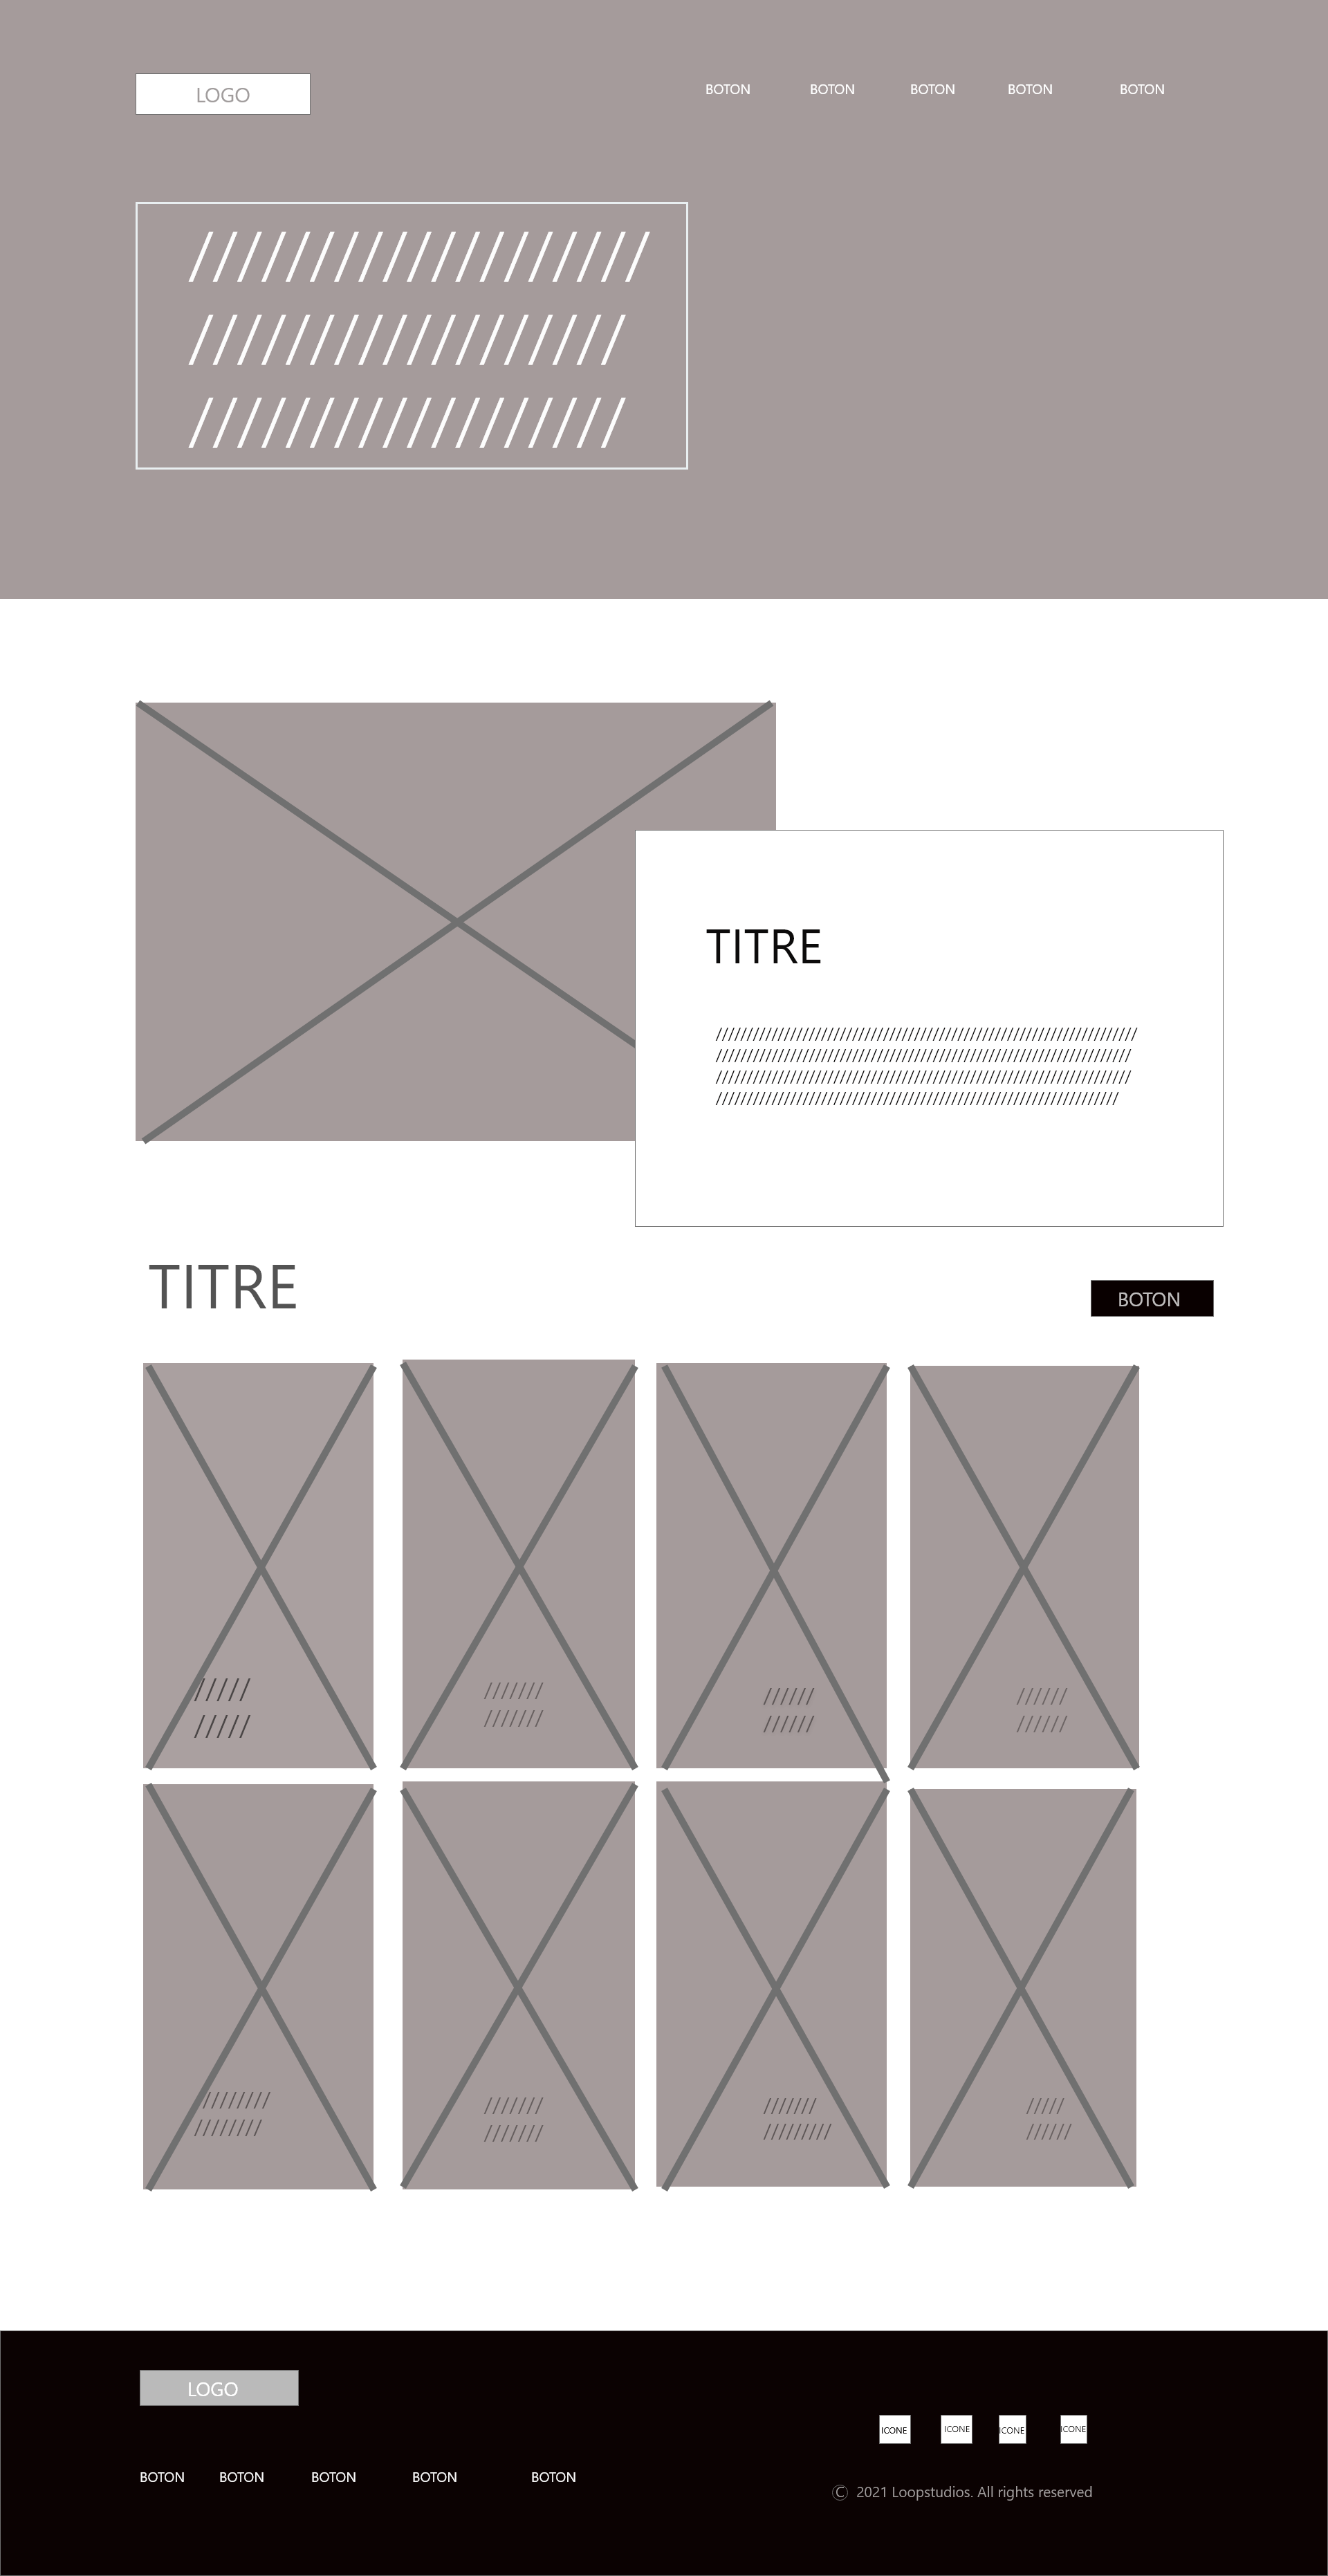 LOGO
BOTON BOTON BOTON BOTON BOTON
///////////////////
//////////////////
//////////////////
TITRE
////////////////////////////////////////////////////////////////////
///////////////////////////////////////////////////////////////////
///////////////////////////////////////////////////////////////////
/////////////////////////////////////////////////////////////////
TITRE
BOTON
/////
/////
///////
///////
//////
//////
//////
//////
////////
////////
///////
///////
///////
/////////
/////
//////
LOGO
ICONE ICONE ICONE ICONE
BOTON BOTON BOTON BOTON BOTON
© 2021 Loopstudios. All rights reserved